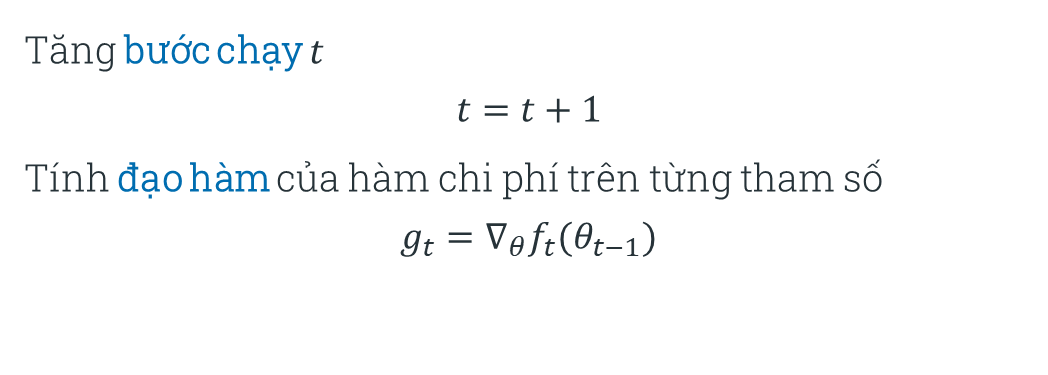 Tăng bước chạy t
t = t + 1
Tính đạo hàm của hàm chi phí trên từng tham số
g_t = ∇_θ f_t(θ_{t−1})